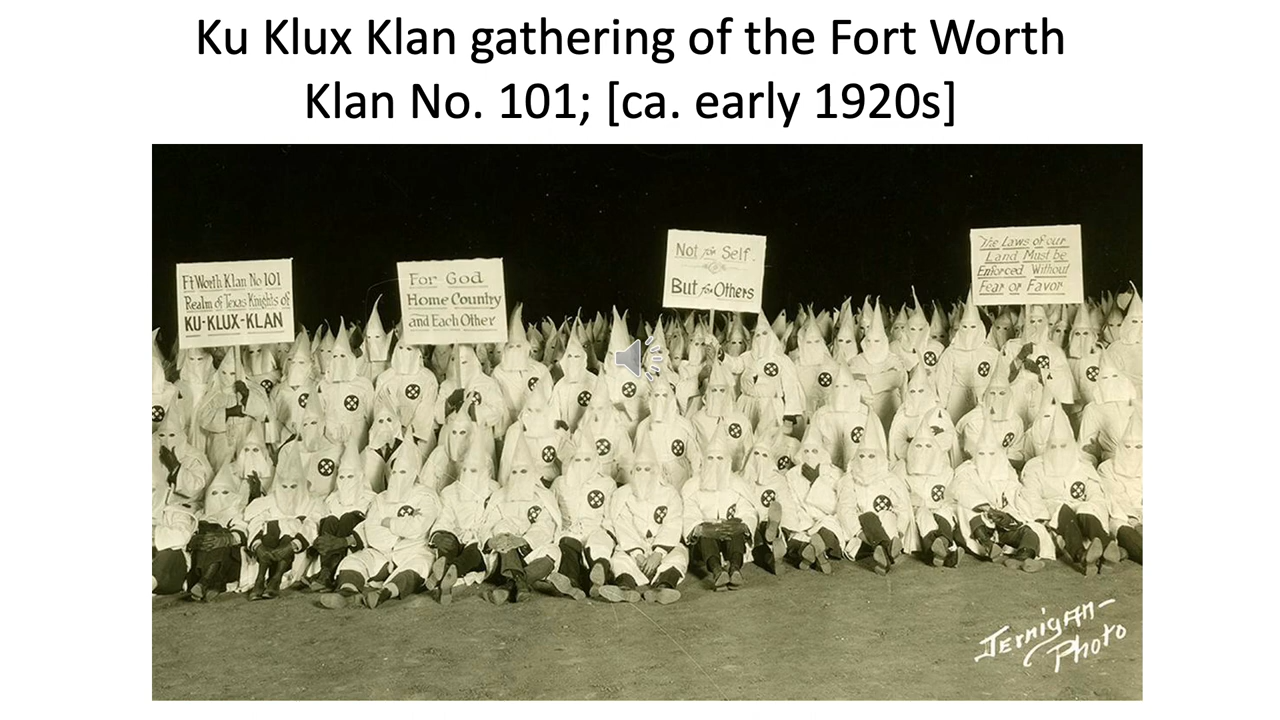 Ku Klux Klan gathering of the Fort Worth
Klan No. 101; [ca. early 1920s]
Ft Worth Klan No 101
Realm of Texas Knights of
KU-KLUX-KLAN
For God
Home Country
and Each Other
Not for Self
But for Others
The Laws of our
Land Must be
Enforced Without
Fear or Favor.
Jernigan-
Photo